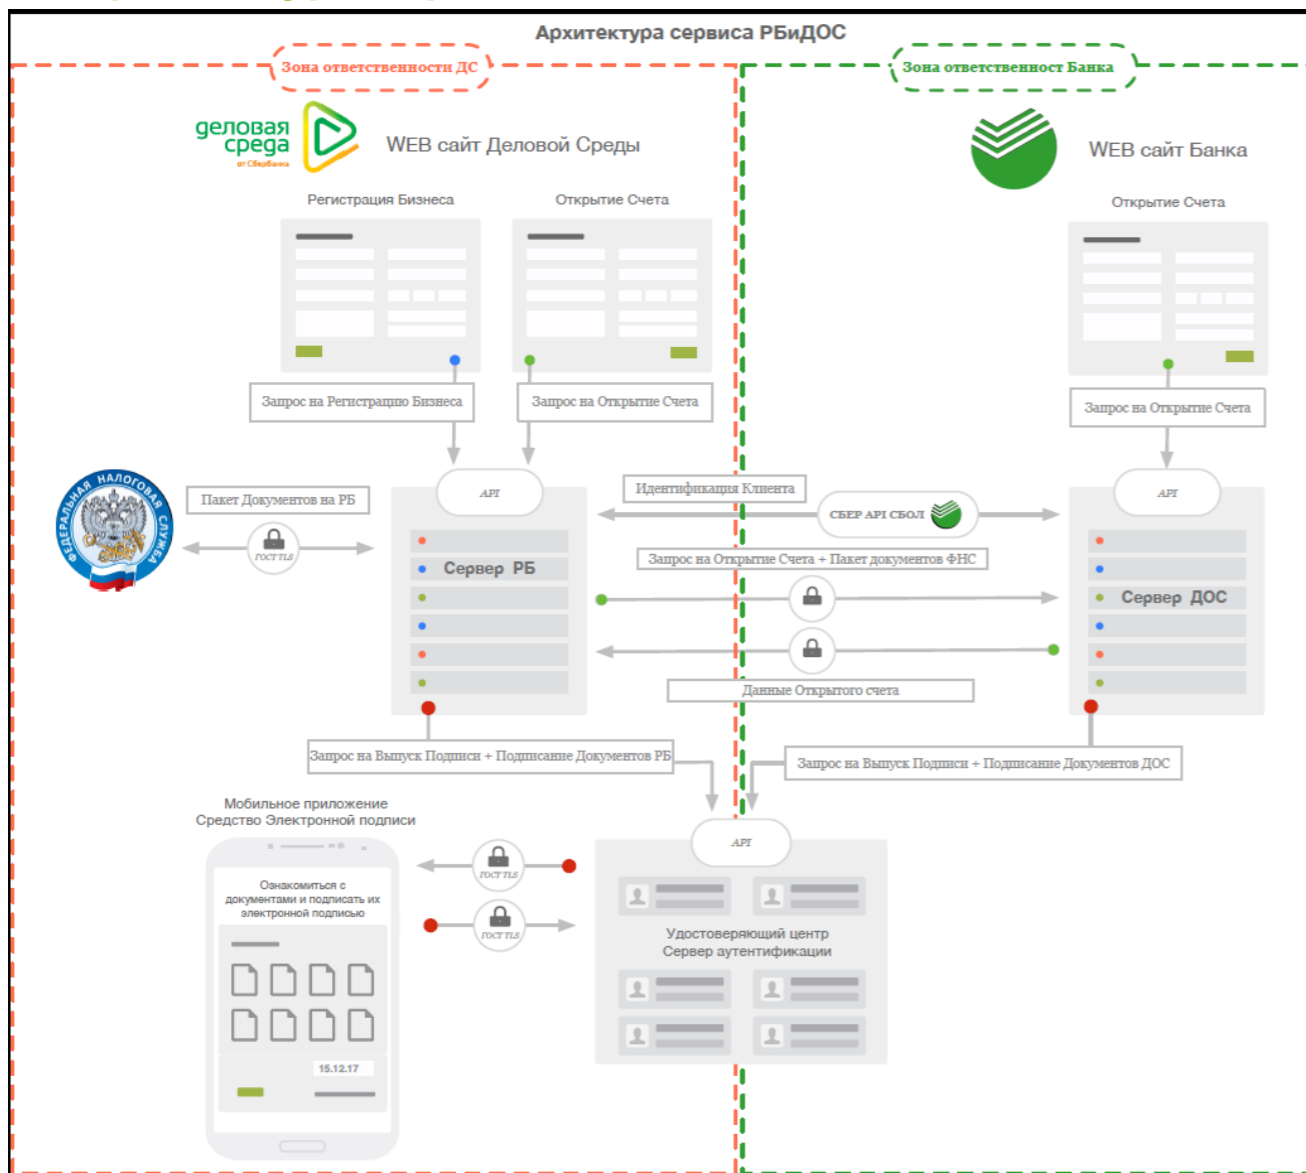 Архитектура сервиса РБиДОС
Зона ответственности ДС
Зона ответственност Банка
деловая
среда
от Сбербанка
WEB сайт Деловой Среды
WEB сайт Банка
Регистрация Бизнеса
Открытие Счета
Открытие Счета
Запрос на Регистрацию Бизнеса
Запрос на Открытие Счета
Запрос на Открытие Счета
ФЕДЕРАЛЬНАЯ НАЛОГОВАЯ СЛУЖБА
Пакет Документов на РБ
ГОСТ TLS
API
Сервер РБ
Идентификация Клиента
СБЕР API СБОЛ
Запрос на Открытие Счета + Пакет документов ФНС
Данные Открытого счета
API
Сервер ДОС
Запрос на Выпуск Подписи + Подписание Документов РБ
Запрос на Выпуск Подписи + Подписание Документов ДОС
Мобильное приложение
Средство Электронной подписи
Ознакомиться с
документами и подписать их
электронной подписью
15.12.17
ГОСТ TLS
ГОСТ TLS
API
Удостоверяющий центр
Сервер аутентификации